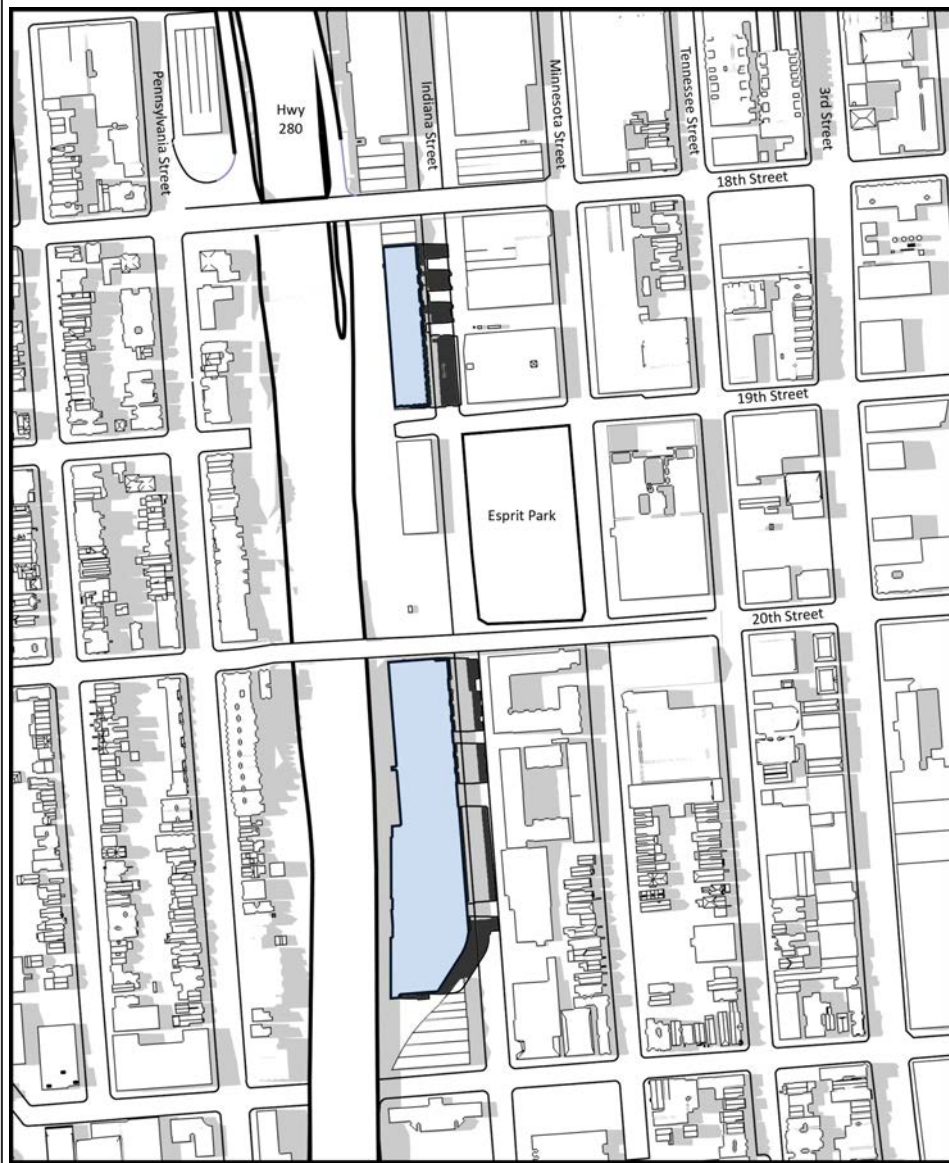 Pennsylvania Street
Hwy
280
Indiana Street
Minnesota Street
Tennessee Street
3rd Street
18th Street
19th Street
Esprit Park
20th Street